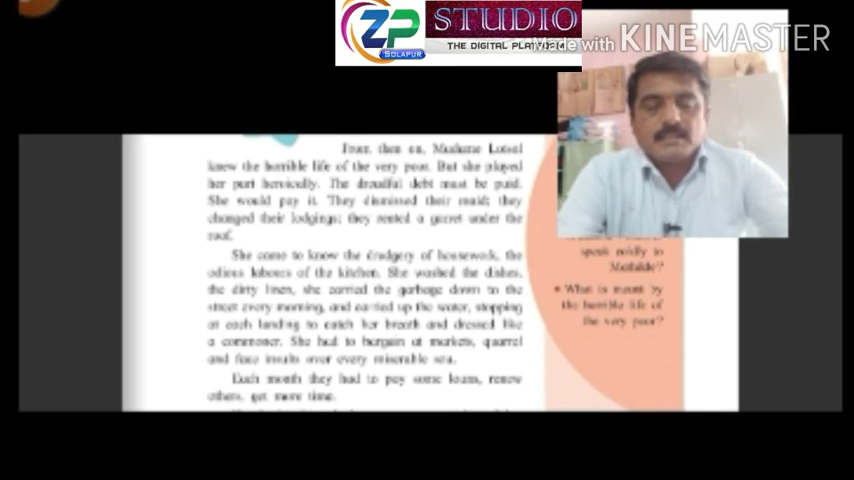 ZP STUDIO
SOLAPUR
THE DIGITAL PLATFORM
Made with KINEMASTER
From then on, Madame Loisel
knew the horrible life of the very poor. But she played
her part heroically. The dreadful debt must be paid.
She would pay it. They dismissed their maid; they
changed their lodgings; they rented a garret under the
roof.
She came to know the drudgery of housework, the
odious labours of the kitchen. She washed the dishes,
the dirty linen, she carried the garbage down to the
street every morning, and carried up the water, stopping
at each landing to catch her breath and dressed like
a commoner. She had to bargain at markets, quarrel
and face insults over every miserable sou.
Each month they had to pay some loans, renew
others, get more time.
speak coldly to
Mathilde?
• What is meant by
the horrible life of
the very poor?